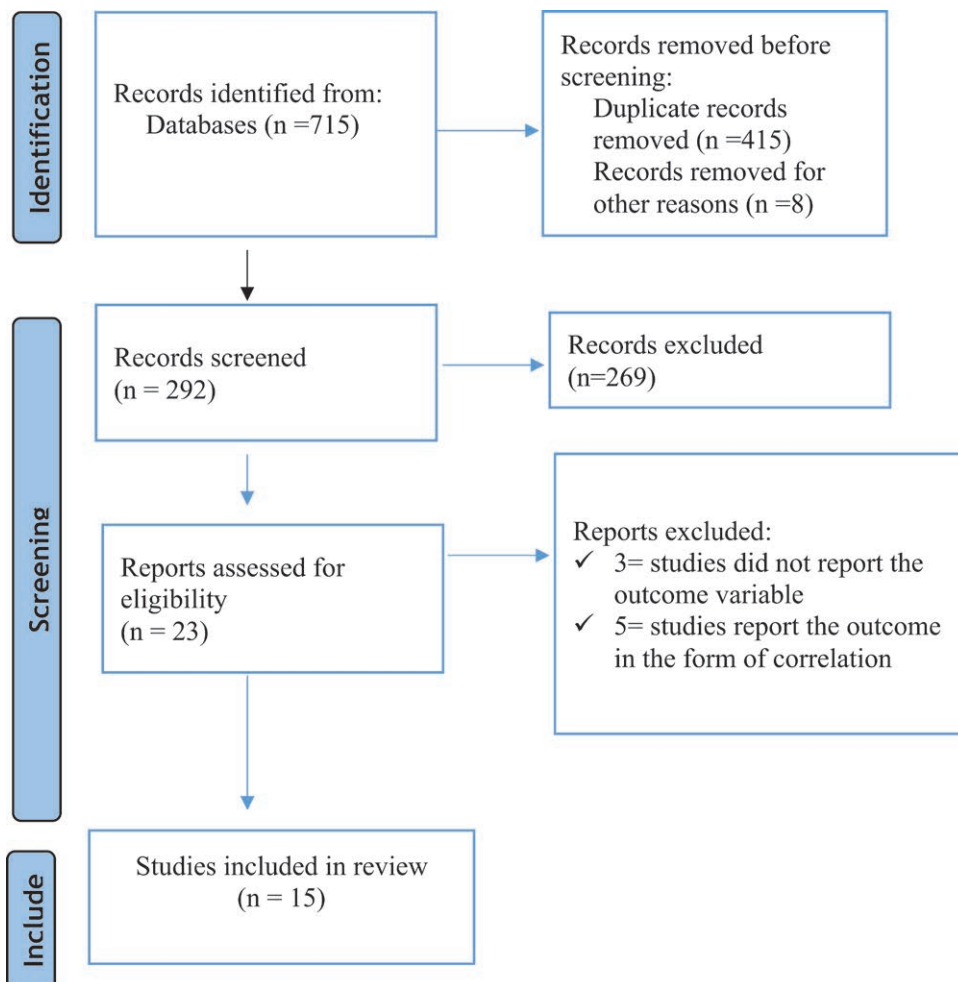 Identification
Records identified from:
Databases (n =715)
Records removed before
screening:
Duplicate records
removed (n =415)
Records removed for
other reasons (n =8)
Screening
Records screened
(n = 292)
Records excluded
(n=269)
Reports assessed for
eligibility
(n = 23)
Reports excluded:
✓ 3= studies did not report the
outcome variable
✓ 5= studies report the outcome
in the form of correlation
Include
Studies included in review
(n = 15)